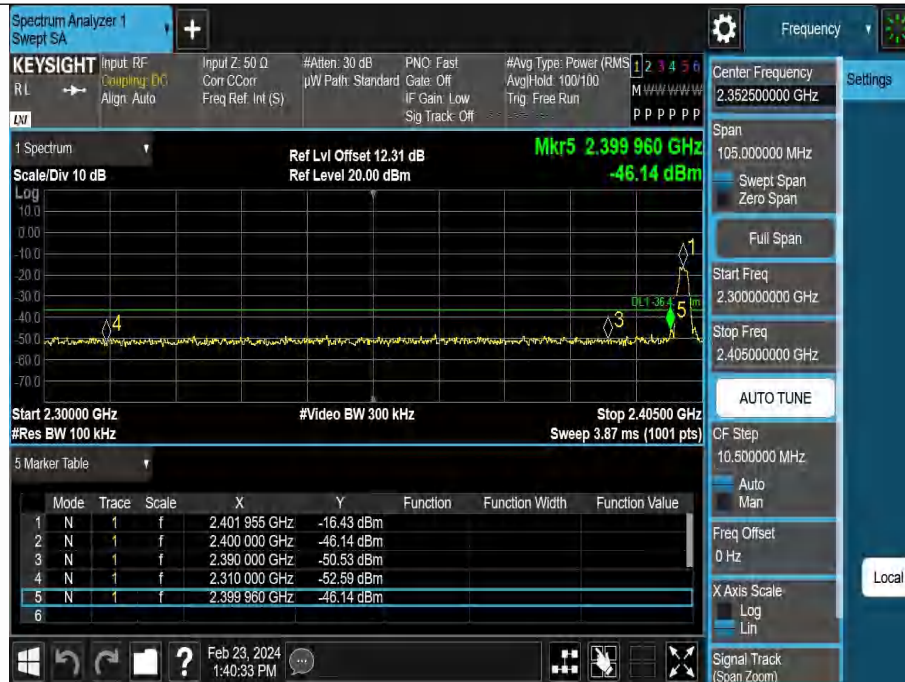 Spectrum Analyzer 1
Swept SA
+
Frequency
KEYSIGHT
RL
LXI
Input: RF
Coupling: DC
Align: Auto
Input Z: 50 Ω
Corr CCorr
Freq Ref: Int (S)
#Atten: 30 dB
µW Path: Standard
PNO: Fast
Gate: Off
IF Gain: Low
Sig Track: Off
#Avg Type: Power (RMS
Avg|Hold: 100/100
Trig: Free Run
1 2 3 4 5 6
M W W W W W
P P P P P P
1 Spectrum
Scale/Div 10 dB
Ref Lvl Offset 12.31 dB
Ref Level 20.00 dBm
Mkr5 2.399 960 GHz
-46.14 dBm
Log
10.0
0.00
-10.0
-20.0
-30.0
-40.0
-50.0
-60.0
-70.0
1
DL1 -36.4
5
3
4
Start 2.30000 GHz
#Res BW 100 kHz
#Video BW 300 kHz
Stop 2.40500 GHz
Sweep 3.87 ms (1001 pts)
5 Marker Table
Mode Trace Scale X Y Function Function Width Function Value
1 N 1 f 2.401 955 GHz -16.43 dBm
2 N 1 f 2.400 000 GHz -46.14 dBm
3 N 1 f 2.390 000 GHz -50.53 dBm
4 N 1 f 2.310 000 GHz -52.59 dBm
5 N 1 f 2.399 960 GHz -46.14 dBm
6
?
Feb 23, 2024
1:40:33 PM
Center Frequency
2.352500000 GHz
Settings
Span
105.000000 MHz
Swept Span
Zero Span
Full Span
Start Freq
2.300000000 GHz
Stop Freq
2.405000000 GHz
AUTO TUNE
CF Step
10.500000 MHz
Auto
Man
Freq Offset
0 Hz
Local
X Axis Scale
Log
Lin
Signal Track
(Span Zoom)